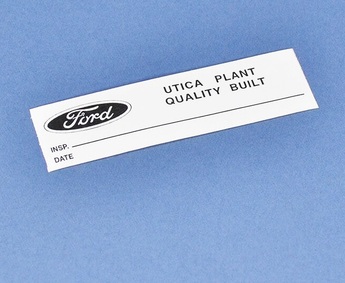 Ford
UTICA PLANT
QUALITY BUILT
INSP.
DATE